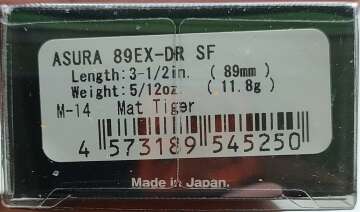 ASURA 89EX-DR SF
Length:3-1/2in. (89mm)
Weight:5/12oz. (11.8g)
M-14 Mat Tiger
4 573189 545250
Made in Japan.